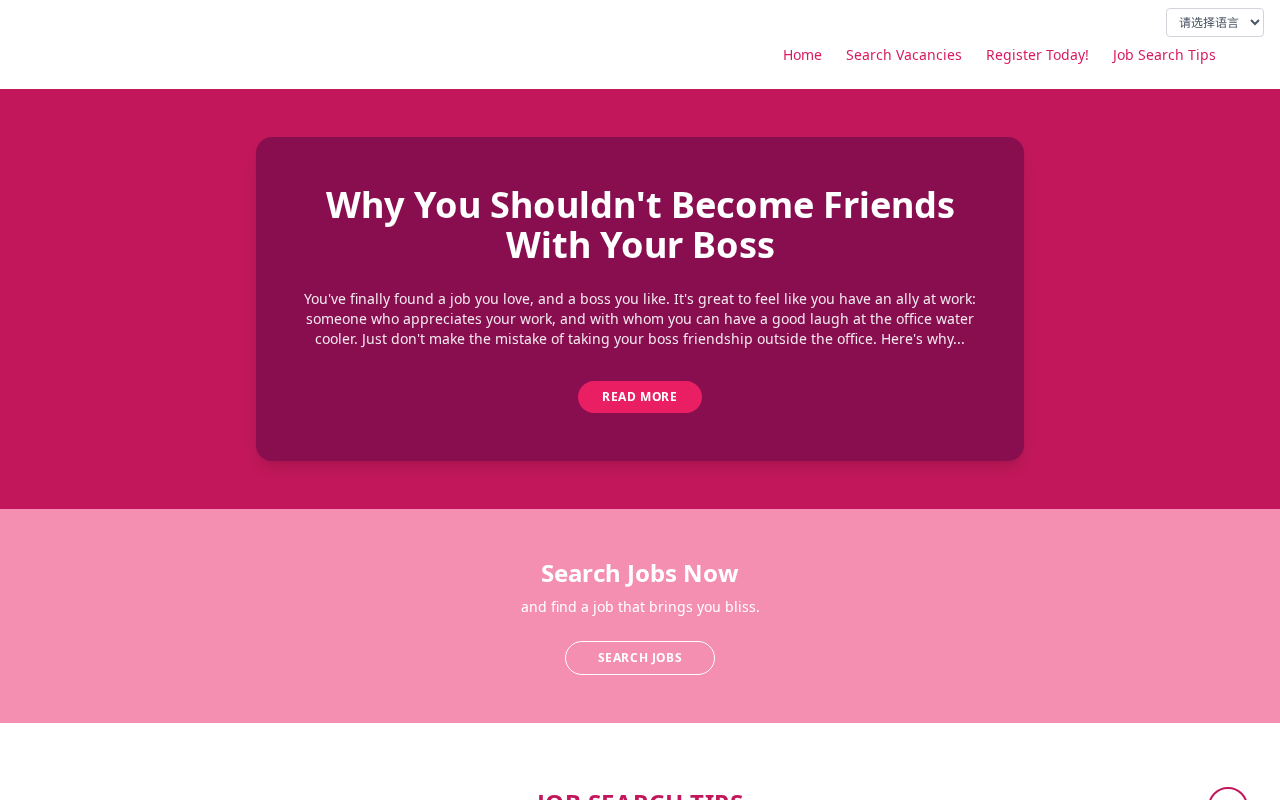 请选择语言
Home
Search Vacancies
Register Today!
Job Search Tips
Why You Shouldn't Become Friends
With Your Boss
You've finally found a job you love, and a boss you like. It's great to feel like you have an ally at work:
someone who appreciates your work, and with whom you can have a good laugh at the office water
cooler. Just don't make the mistake of taking your boss friendship outside the office. Here's why...
READ MORE
Search Jobs Now
and find a job that brings you bliss.
SEARCH JOBS
JOB SEARCH TIPS